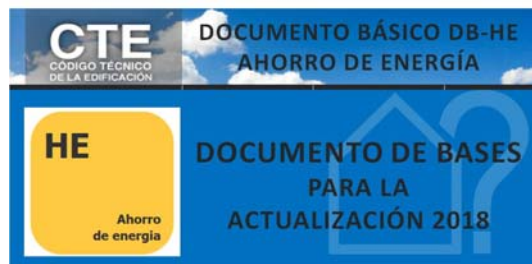 CTE
CÓDIGO TÉCNICO
DE LA EDIFICACIÓN
DOCUMENTO BÁSICO DB-HE
AHORRO DE ENERGÍA
HE
Ahorro
de energia
DOCUMENTO DE BASES
PARA LA
ACTUALIZACIÓN 2018